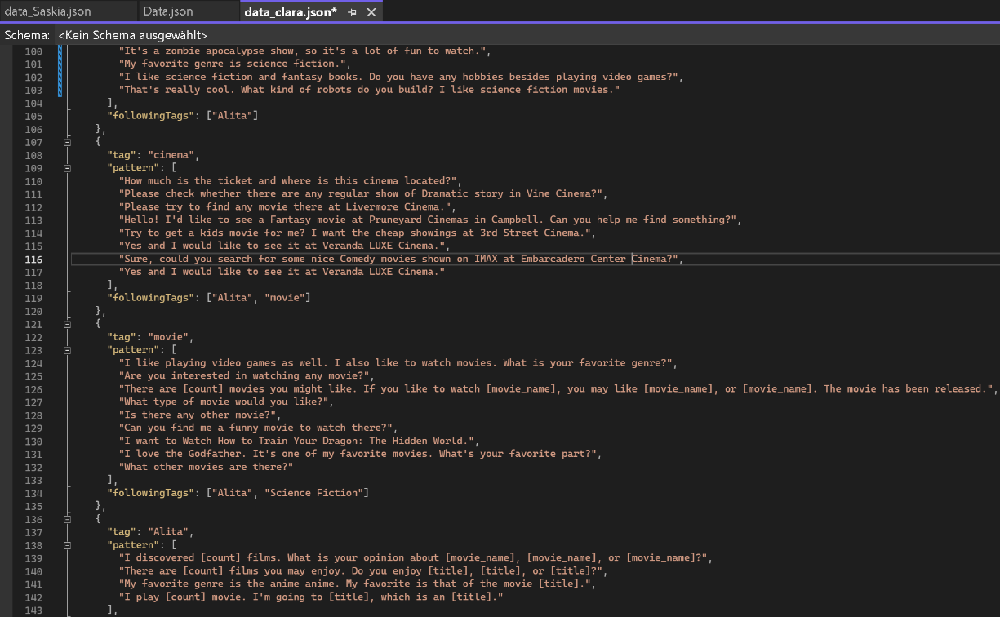 data_Saskia.json Data.json data_clara.json*
Schema: <Kein Schema ausgewählt>
100 "It's a zombie apocalypse show, so it's a lot of fun to watch.",
101 "My favorite genre is science fiction.",
102 "I like science fiction and fantasy books. Do you have any hobbies besides playing video games?",
103 "That's really cool. What kind of robots do you build? I like science fiction movies."
104 ],
105 "followingTags": ["Alita"]
106 },
107 {
108 "tag": "cinema",
109 "pattern": [
110 "How much is the ticket and where is this cinema located?",
111 "Please check whether there are any regular show of Dramatic story in Vine Cinema?",
112 "Please try to find any movie there at Livermore Cinema.",
113 "Hello! I'd like to see a Fantasy movie at Pruneyard Cinemas in Campbell. Can you help me find something?",
114 "Try to get a kids movie for me? I want the cheap showings at 3rd Street Cinema.",
115 "Yes and I would like to see it at Veranda LUXE Cinema.",
116 "Sure, could you search for some nice Comedy movies shown on IMAX at Embarcadero Center Cinema?",
117 "Yes and I would like to see it at Veranda LUXE Cinema."
118 ],
119 "followingTags": ["Alita", "movie"]
120 },
121 {
122 "tag": "movie",
123 "pattern": [
124 "I like playing video games as well. I also like to watch movies. What is your favorite genre?",
125 "Are you interested in watching any movie?",
126 "There are [count] movies you might like. If you like to watch [movie_name], you may like [movie_name], or [movie_name]. The movie has been released.",
127 "What type of movie would you like?",
128 "Is there any other movie?",
129 "Can you find me a funny movie to watch there?",
130 "I want to Watch How to Train Your Dragon: The Hidden World.",
131 "I love the Godfather. It's one of my favorite movies. What's your favorite part?",
132 "What other movies are there?"
133 ],
134 "followingTags": ["Alita", "Science Fiction"]
135 },
136 {
137 "tag": "Alita",
138 "pattern": [
139 "I discovered [count] films. What is your opinion about [movie_name], [movie_name], or [movie_name]?",
140 "There are [count] films you may enjoy. Do you enjoy [title], [title], or [title]?",
141 "My favorite genre is the anime anime. My favorite is that of the movie [title].",
142 "I play [count] movie. I'm going to [title], which is an [title]."
143 ],